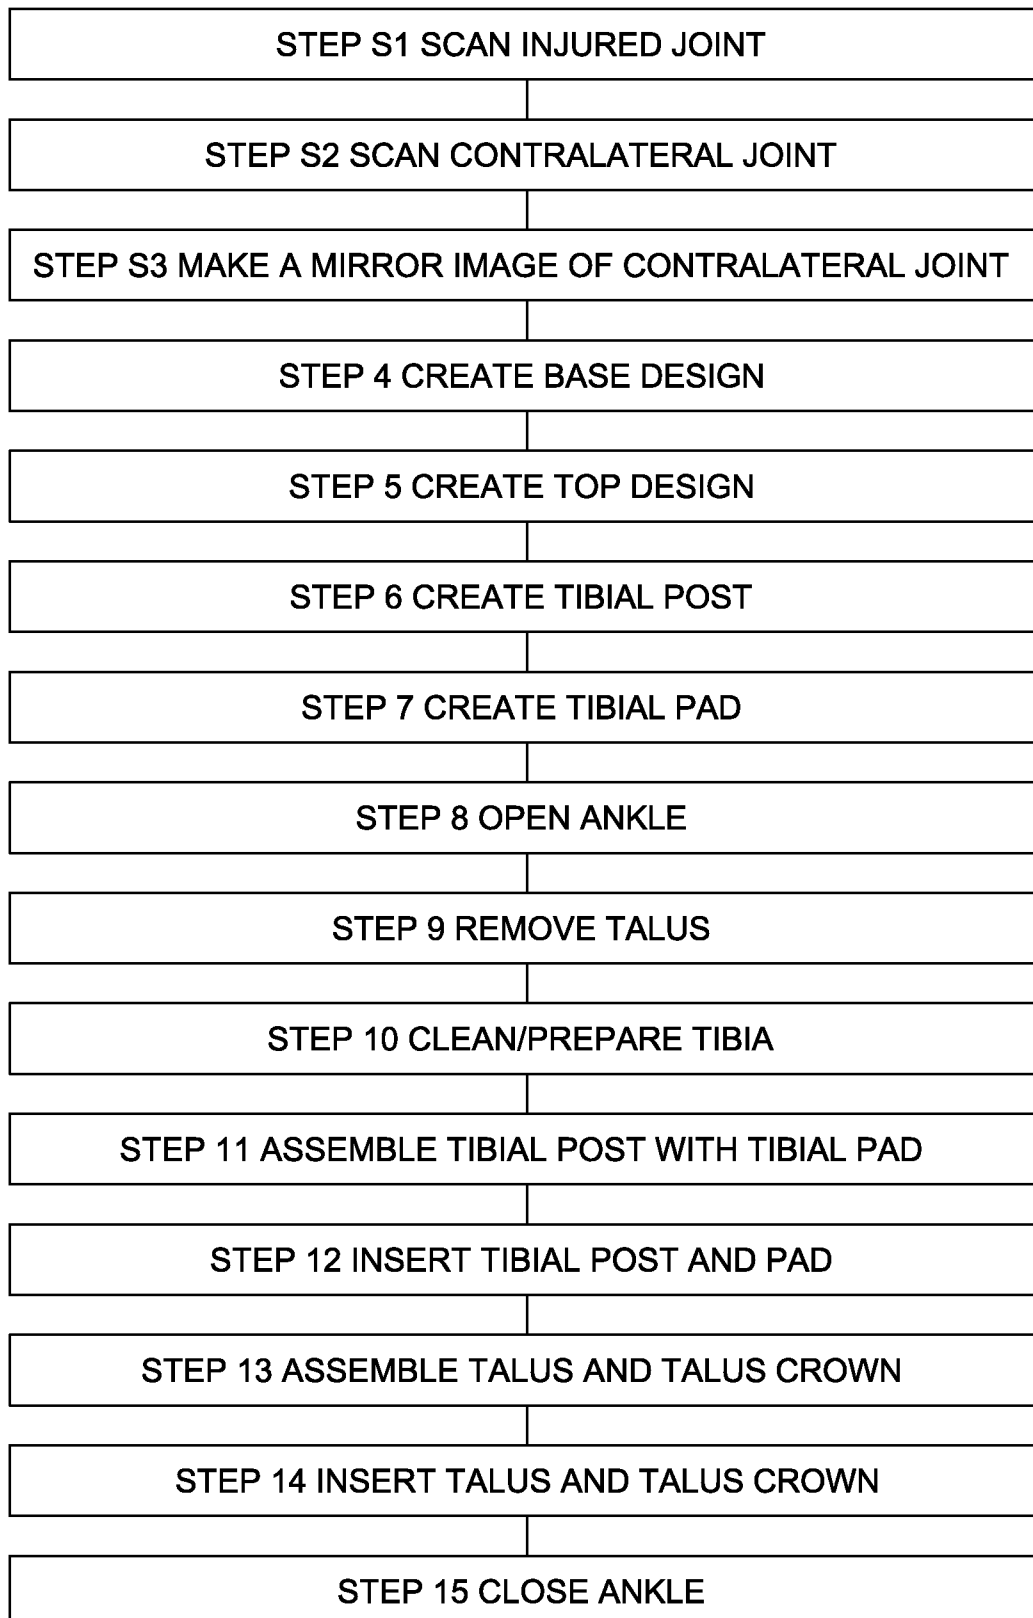 STEP S1 SCAN INJURED JOINT
STEP S2 SCAN CONTRALATERAL JOINT
STEP S3 MAKE A MIRROR IMAGE OF CONTRALATERAL JOINT
STEP 4 CREATE BASE DESIGN
STEP 5 CREATE TOP DESIGN
STEP 6 CREATE TIBIAL POST
STEP 7 CREATE TIBIAL PAD
STEP 8 OPEN ANKLE
STEP 9 REMOVE TALUS
STEP 10 CLEAN/PREPARE TIBIA
STEP 11 ASSEMBLE TIBIAL POST WITH TIBIAL PAD
STEP 12 INSERT TIBIAL POST AND PAD
STEP 13 ASSEMBLE TALUS AND TALUS CROWN
STEP 14 INSERT TALUS AND TALUS CROWN
STEP 15 CLOSE ANKLE